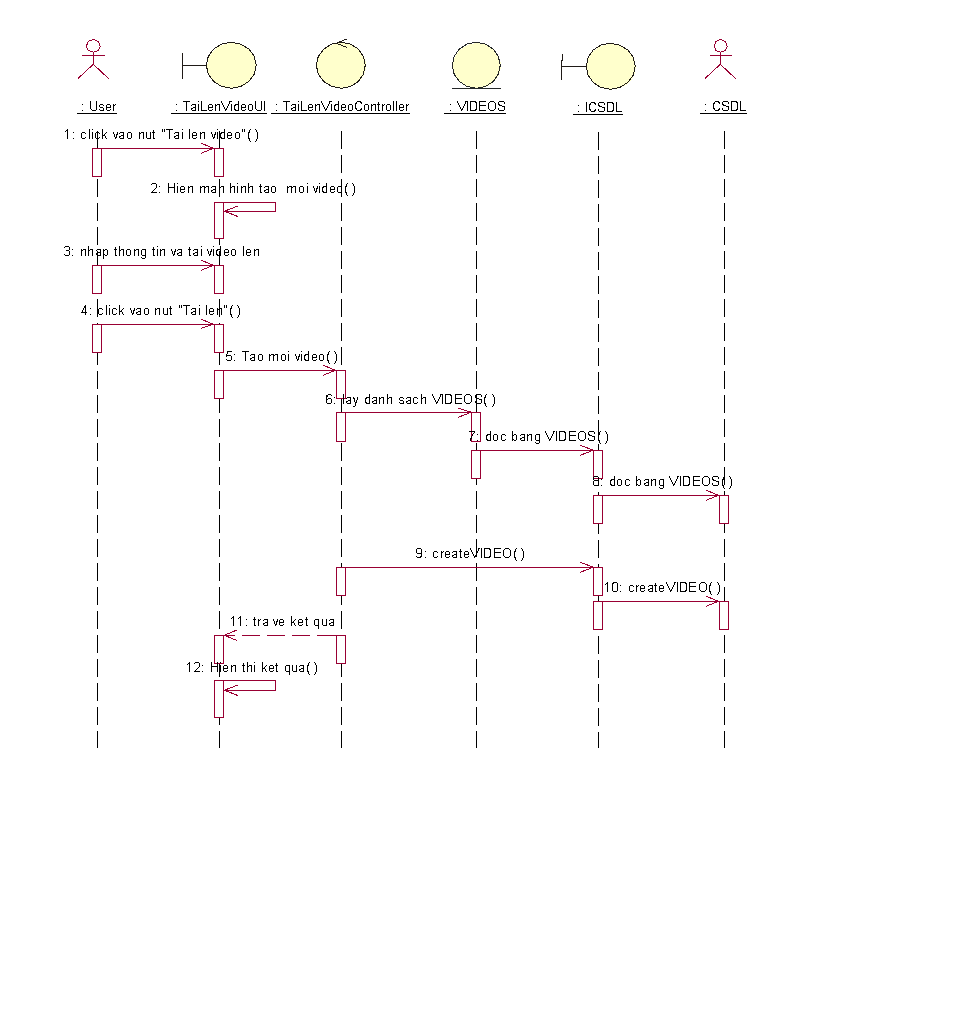 : User
: TaiLenVideoUI
: TaiLenVideoController
: VIDEOS
: ICSDL
: CSDL
1: click vao nut "Tai len video"( )
2: Hien man hinh tao moi video( )
3: nhap thong tin va tai video len
4: click vao nut "Tai len"( )
5: Tao moi video( )
6: lay danh sach VIDEOS( )
7: doc bang VIDEOS( )
8: doc bang VIDEOS( )
9: createVIDEO( )
10: createVIDEO( )
11: tra ve ket qua
12: Hien thi ket qua( )